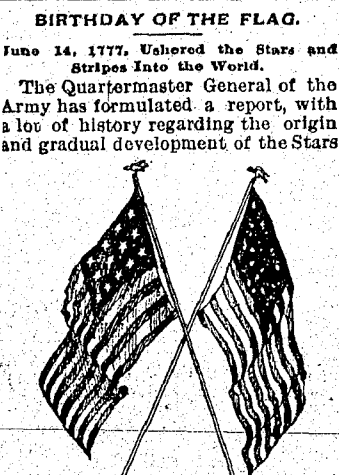 BIRTHDAY OF THE FLAG.
June 14, 1777, Ushered the Stars and
Stripes Into the World.
The Quartermaster General of the
Army has formulated a report, with
a lot of history regarding the origin
and gradual development of the Stars